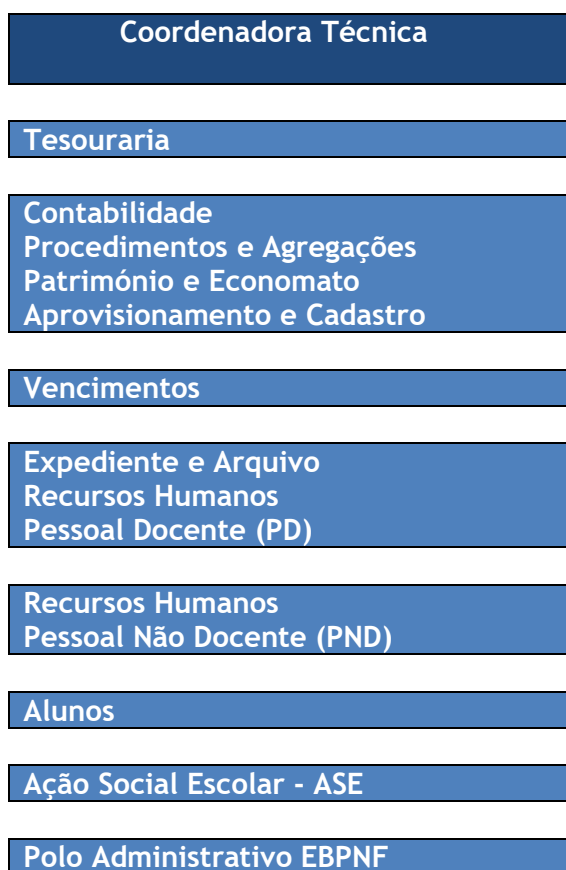 Coordenadora Técnica
Tesouraria
Contabilidade
Procedimentos e Agregações
Património e Economato
Aprovisionamento e Cadastro
Vencimentos
Expediente e Arquivo
Recursos Humanos
Pessoal Docente (PD)
Recursos Humanos
Pessoal Não Docente (PND)
Alunos
Ação Social Escolar - ASE
Polo Administrativo EBPNF